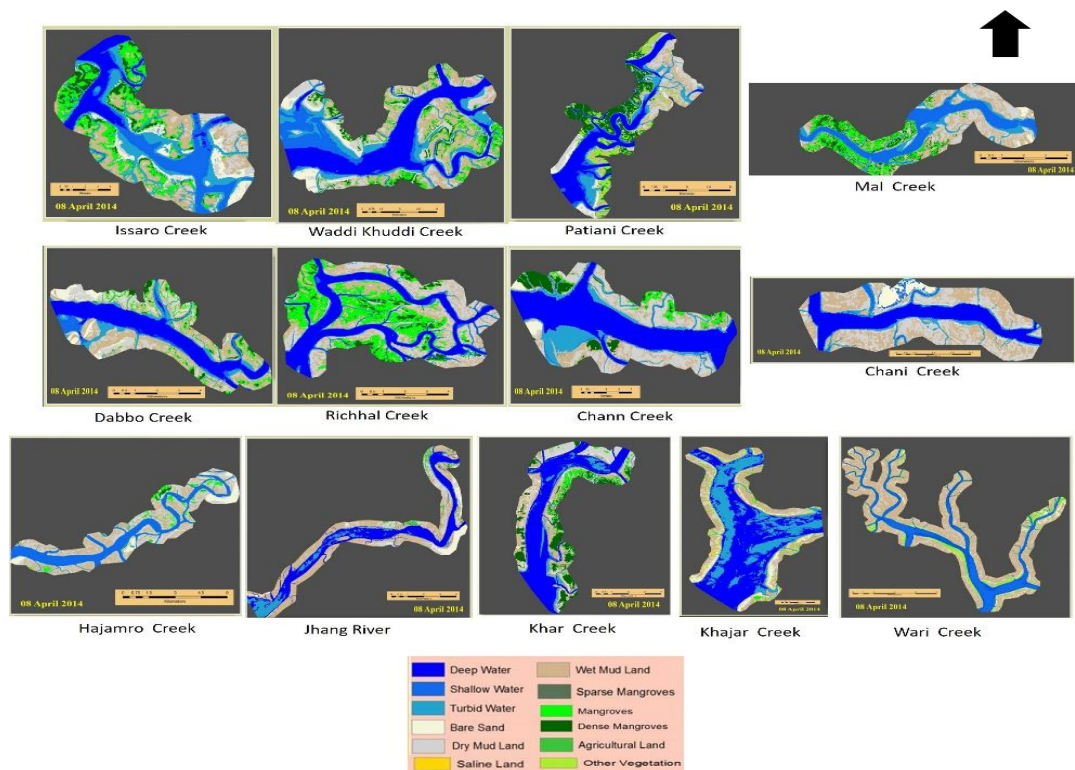 08 April 2014
Issaro Creek
08 April 2014
Waddi Khuddi Creek
08 April 2014
Patiani Creek
08 April 2014
Mal Creek
08 April 2014
Dabbo Creek
08 April 2014
Richhal Creek
08 April 2014
Chann Creek
08 April 2014
Chani Creek
08 April 2014
Hajamro Creek
08 April 2014
Jhang River
08 April 2014
Khar Creek
08 April 2014
Khajar Creek
08 April 2014
Wari Creek
Deep Water
Wet Mud Land
Shallow Water
Sparse Mangroves
Turbid Water
Mangroves
Bare Sand
Dense Mangroves
Dry Mud Land
Agricultural Land
Saline Land
Other Vegetation